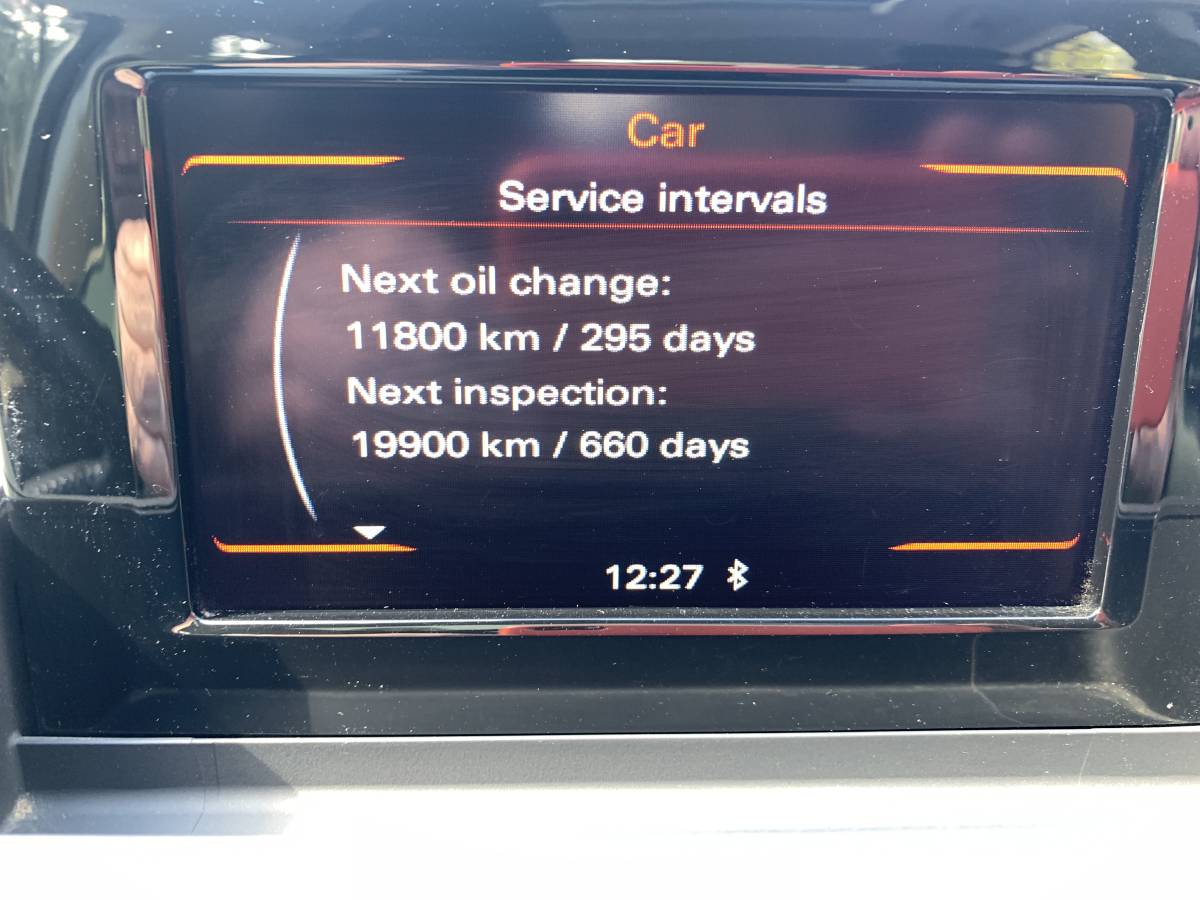 Car
Service intervals
Next oil change:
11800 km / 295 days
Next inspection:
19900 km / 660 days
12:27